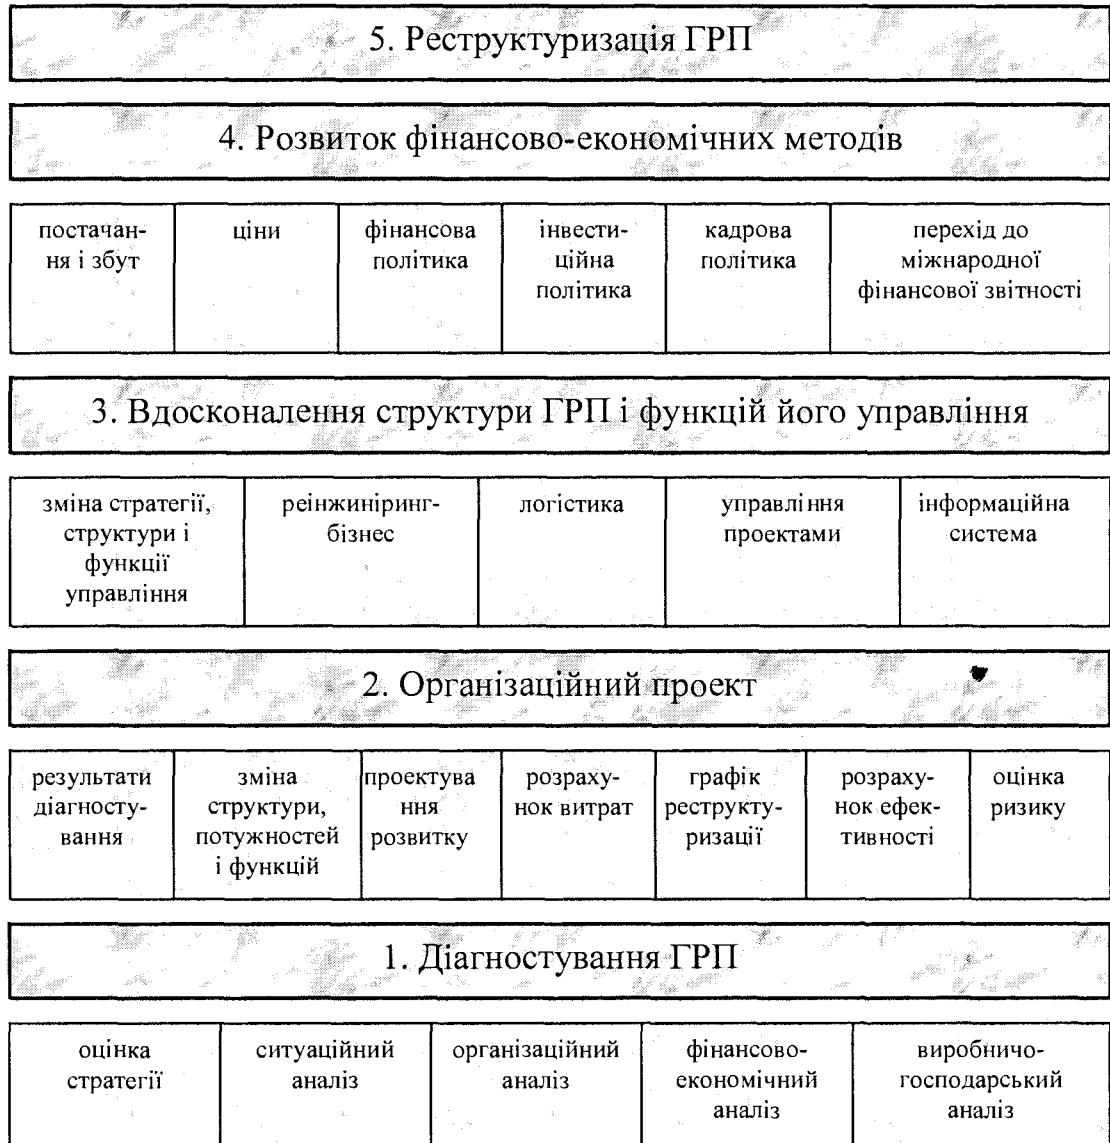 5. Реструктуризація ГРП
4. Розвиток фінансово-економічних методів
постачан-
ня і збут
ціни
фінансова
політика
інвести-
ційна
політика
кадрова
політика
перехід до
міжнародної
фінансової звітності
3. Вдосконалення структури ГРП і функцій його управління
зміна стратегії,
структури і
функції
управління
реінжиніринг-
бізнес
логістика
управління
проектами
інформаційна
система
2. Організаційний проект
результати
діагносту-
вання
зміна
структури,
потужностей
і функцій
проектува
ння
розвитку
розраху-
нок витрат
графік
реструкту-
ризації
розраху-
нок ефек-
тивності
оцінка
ризику
1. Діагностування ГРП
оцінка
стратегії
ситуаційний
аналіз
організаційний
аналіз
фінансово-
економічний
аналіз
виробничо-
господарський
аналіз